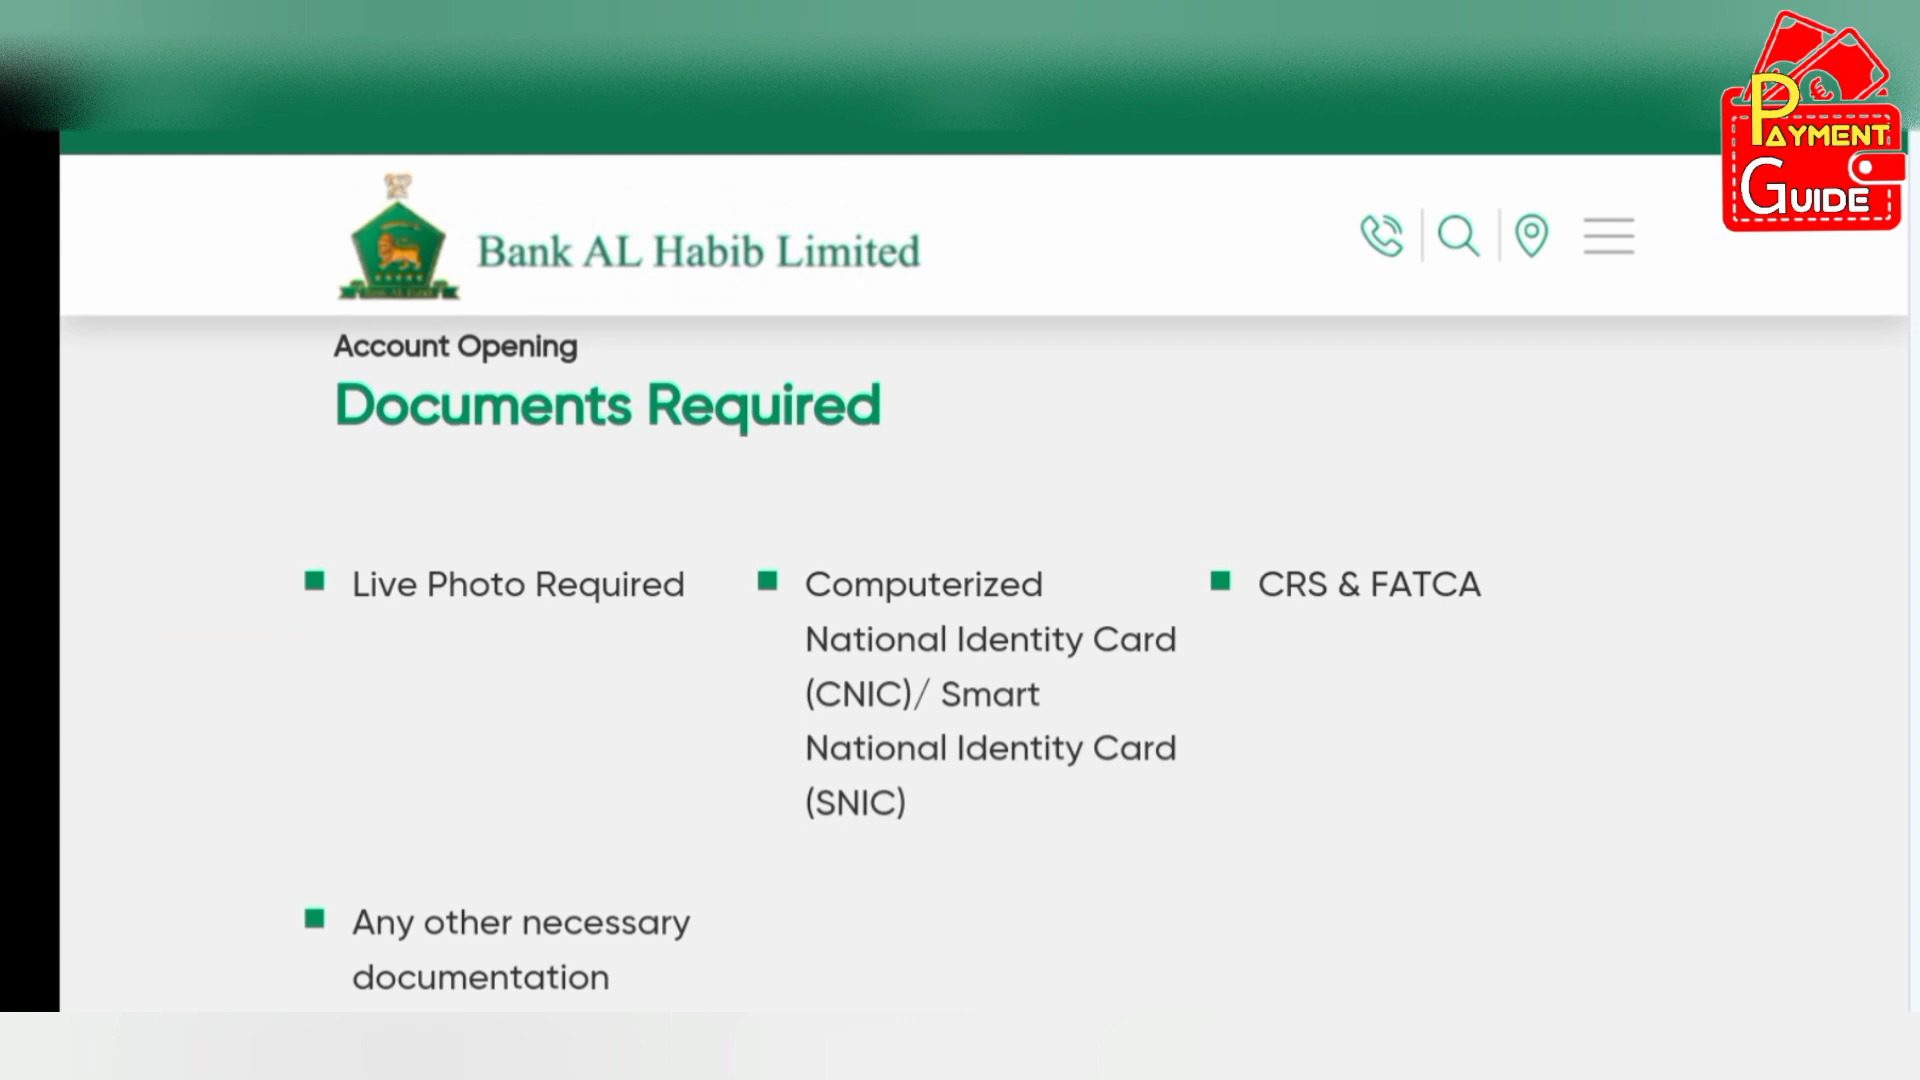 PAYMENT
GUIDE
Bank AL Habib Limited
Account Opening
Documents Required
Live Photo Required
Computerized
National Identity Card
(CNIC)/ Smart
National Identity Card
(SNIC)
CRS & FATCA
Any other necessary
documentation